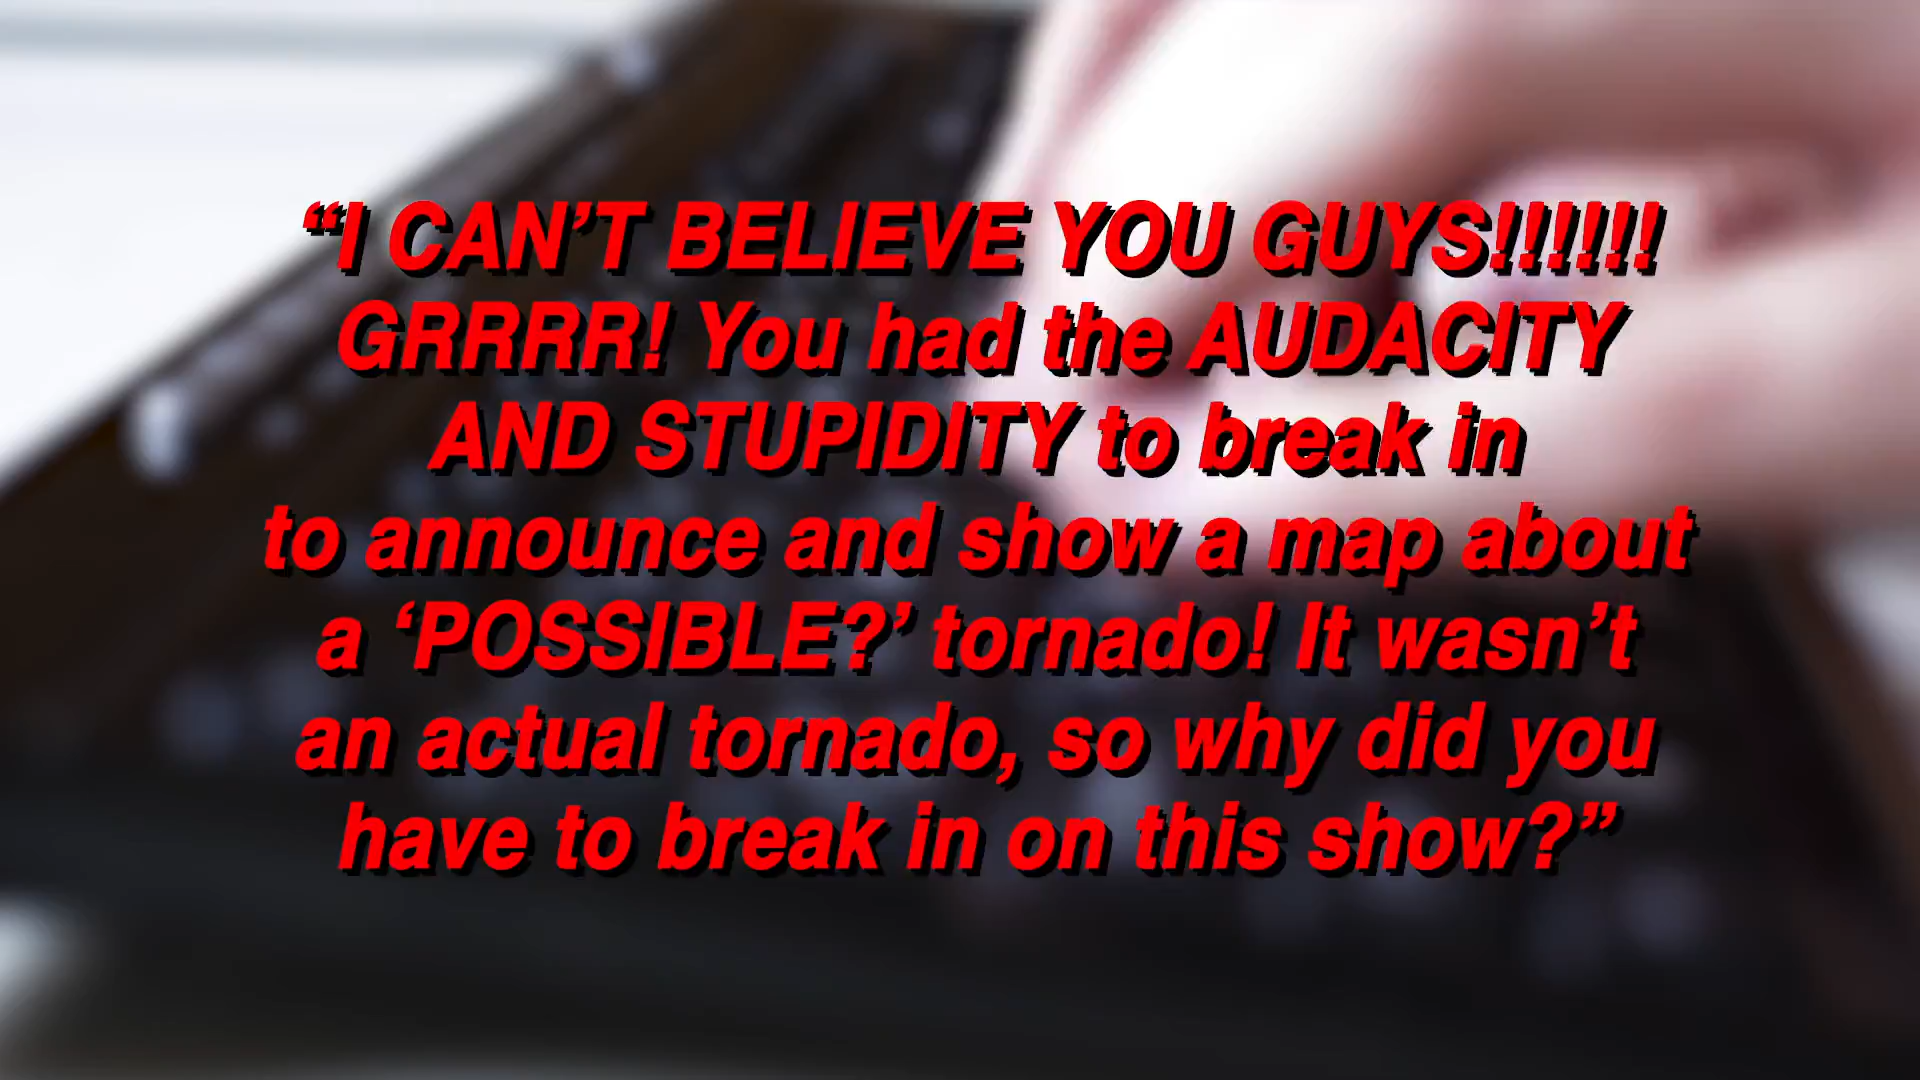 “I CAN’T BELIEVE YOU GUYS!!!!!!
GRRRR! You had the AUDACITY
AND STUPIDITY to break in
to announce and show a map about
a ‘POSSIBLE?’ tornado! It wasn’t
an actual tornado, so why did you
have to break in on this show?”